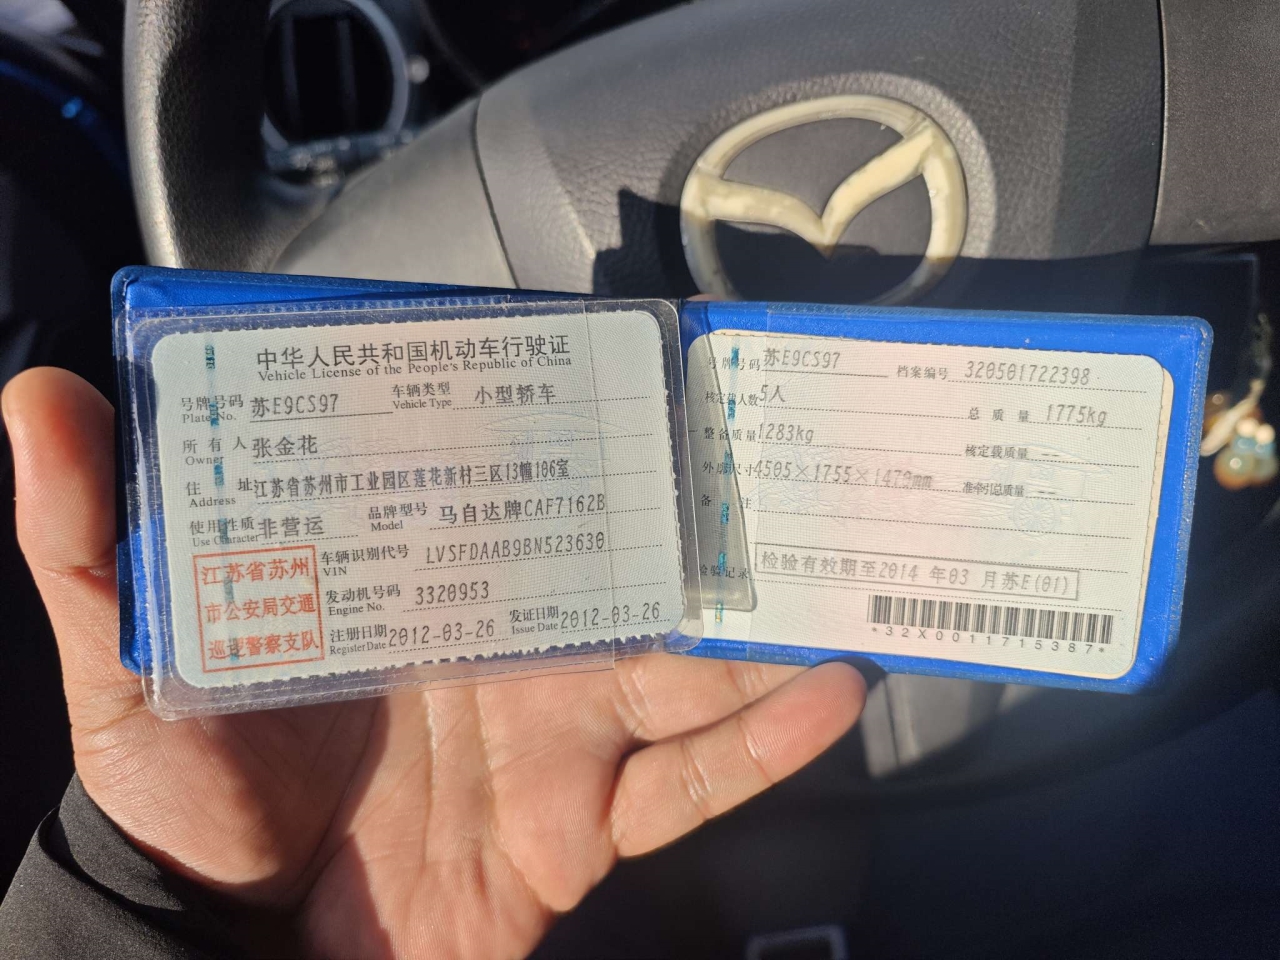 中华人民共和国机动车行驶证
Vehicle License of the People's Republic of China
号牌号码 苏E9CS97 车辆类型 小型轿车
Plate No. Vehicle Type
所有人 张金花
Owner
住址 江苏省苏州市工业园区莲花新村三区13幢106室
Address
使用性质 非营运 品牌型号 马自达牌CAF7162B
Use Character Model
江苏省苏州
市公安局交通
巡逻警察支队
车辆识别代号 LVSFDAAB9BN523630
VIN
发动机号码 3320953
Engine No.
注册日期 2012-03-26 发证日期 2012-03-26
Register Date Issue Date
号牌号码 苏E9CS97 档案编号 320501722398
核定载人数 5人 总质量 1775kg
整备质量 1283kg 核定载质量 --
外廓尺寸 4505×1755×1470mm 准牵引总质量 --
备注
检验记录 检验有效期至2014年03月苏E(01)
*32X0011715387*